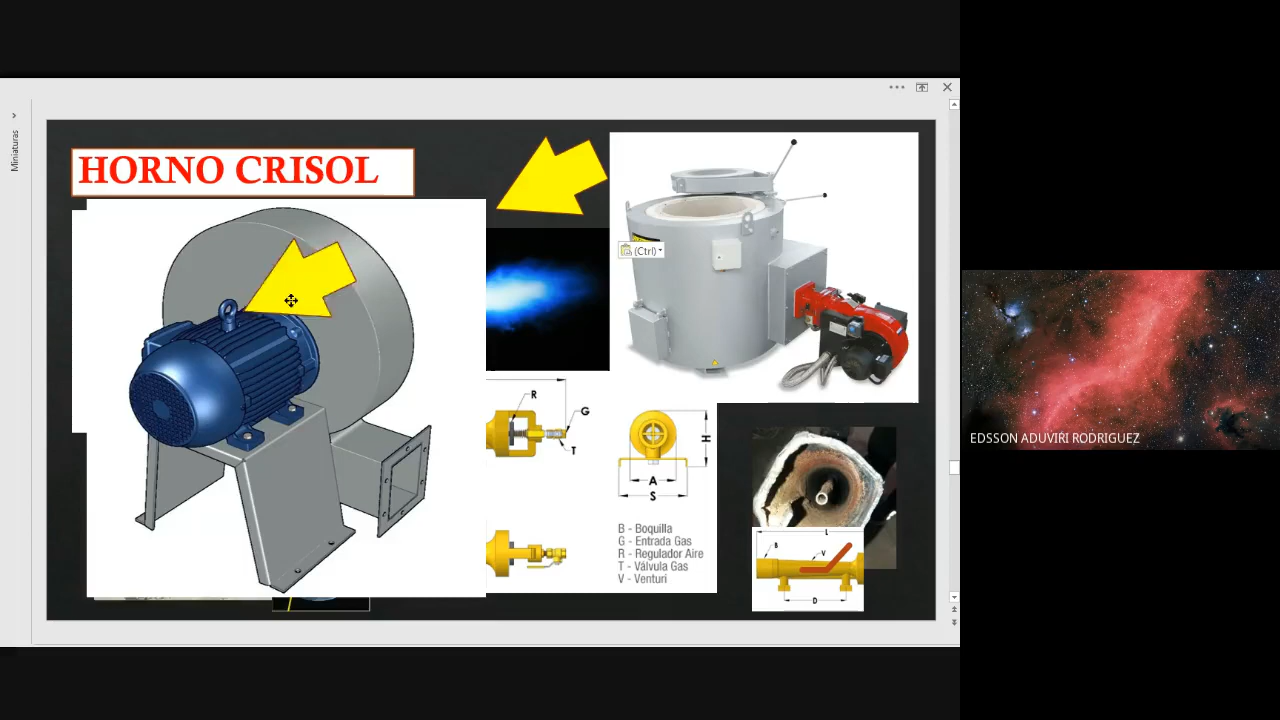 Miniaturas
HORNO CRISOL
(Ctrl)
R
G
T
H
A
S
B - Boquilla
G - Entrada Gas
R - Regulador Aire
T - Válvula Gas
V - Venturi
L
B
V
D
EDSSON ADUVIRI RODRIGUEZ